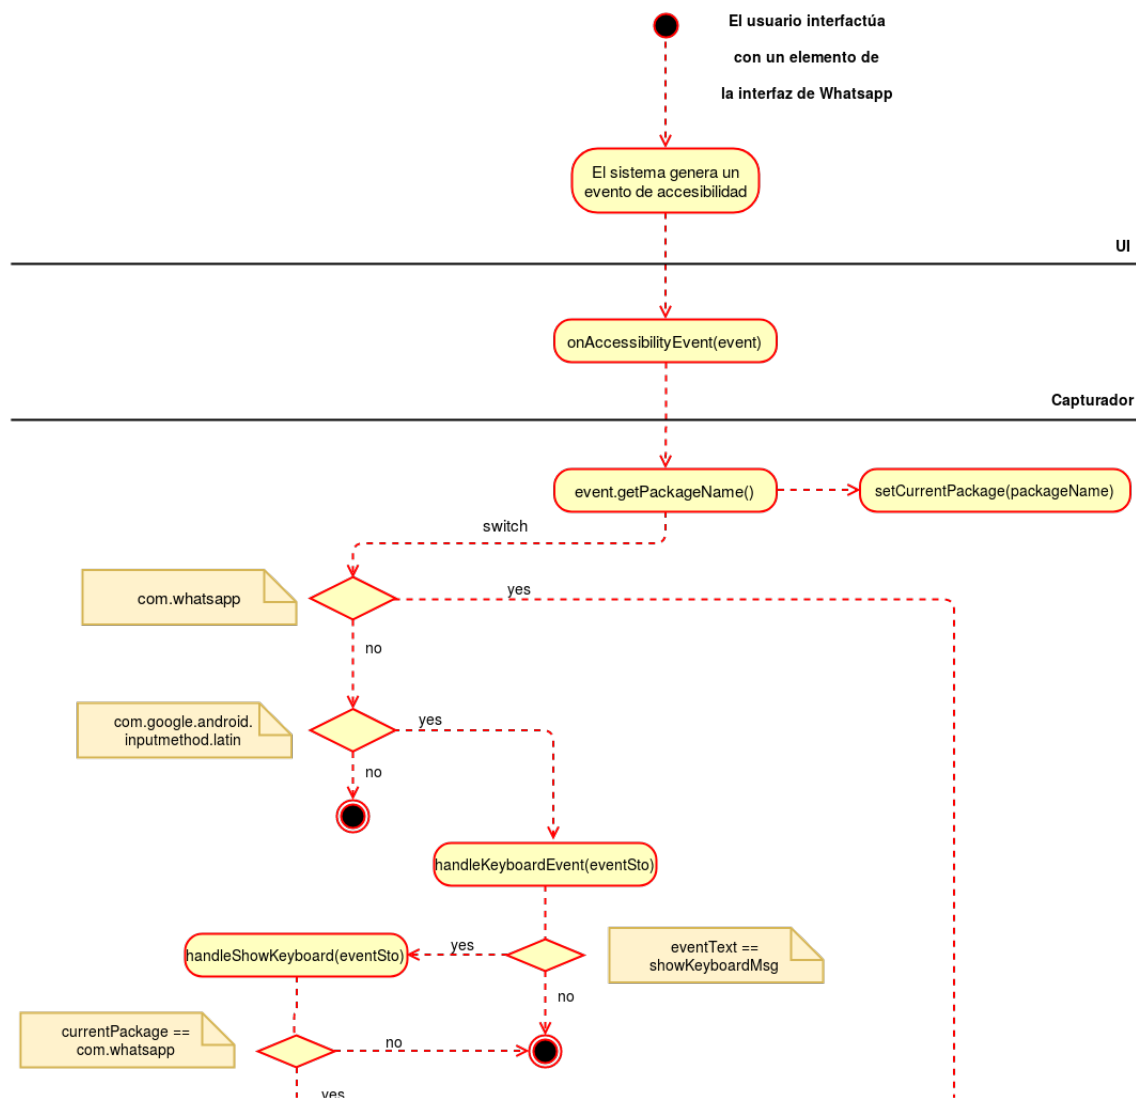 El usuario interfactúa
con un elemento de
la interfaz de Whatsapp
El sistema genera un
evento de accesibilidad
UI
onAccessibilityEvent(event)
Capturador
event.getPackageName()
setCurrentPackage(packageName)
switch
com.whatsapp
yes
no
com.google.android.
inputmethod.latin
yes
no
handleKeyboardEvent(eventSto)
handleShowKeyboard(eventSto)
yes
eventText ==
showKeyboardMsg
no
currentPackage ==
com.whatsapp
no
yes